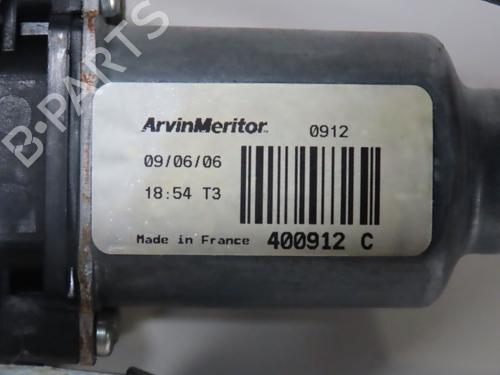 ArvinMeritor 0912
09/06/06
18:54 T3
Made in France 400912 C
B-PARTS